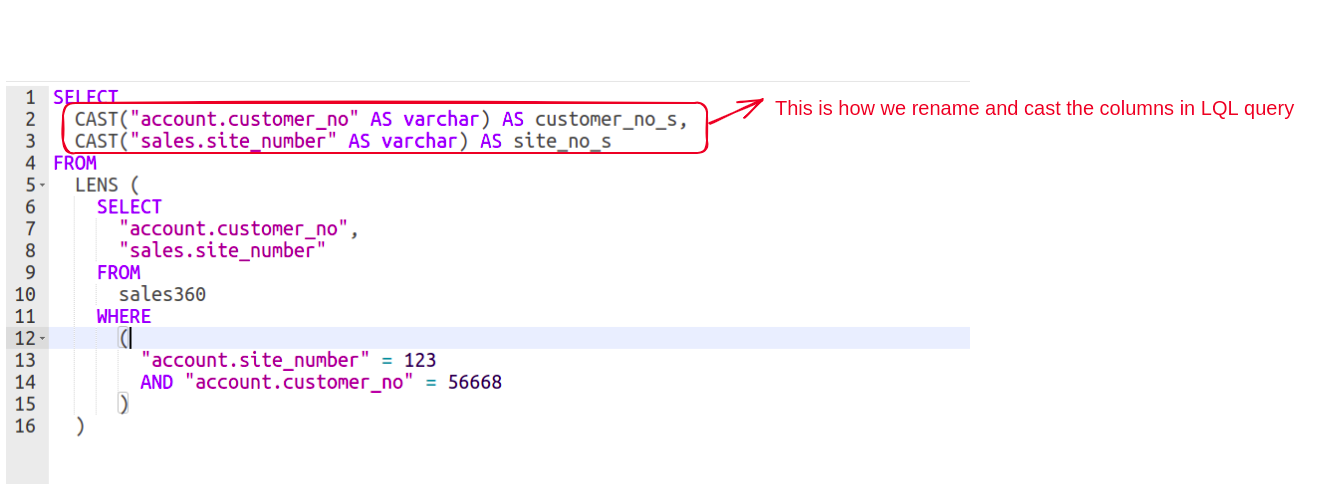 1 SELECT
2 CAST("account.customer_no" AS varchar) AS customer_no_s,
This is how we rename and cast the columns in LQL query
3 CAST("sales.site_number" AS varchar) AS site_no_s
4 FROM
5 LENS (
6 SELECT
7 "account.customer_no",
8 "sales.site_number"
9 FROM
10 sales360
11 WHERE
12 (
13 "account.site_number" = 123
14 AND "account.customer_no" = 56668
15 )
16 )